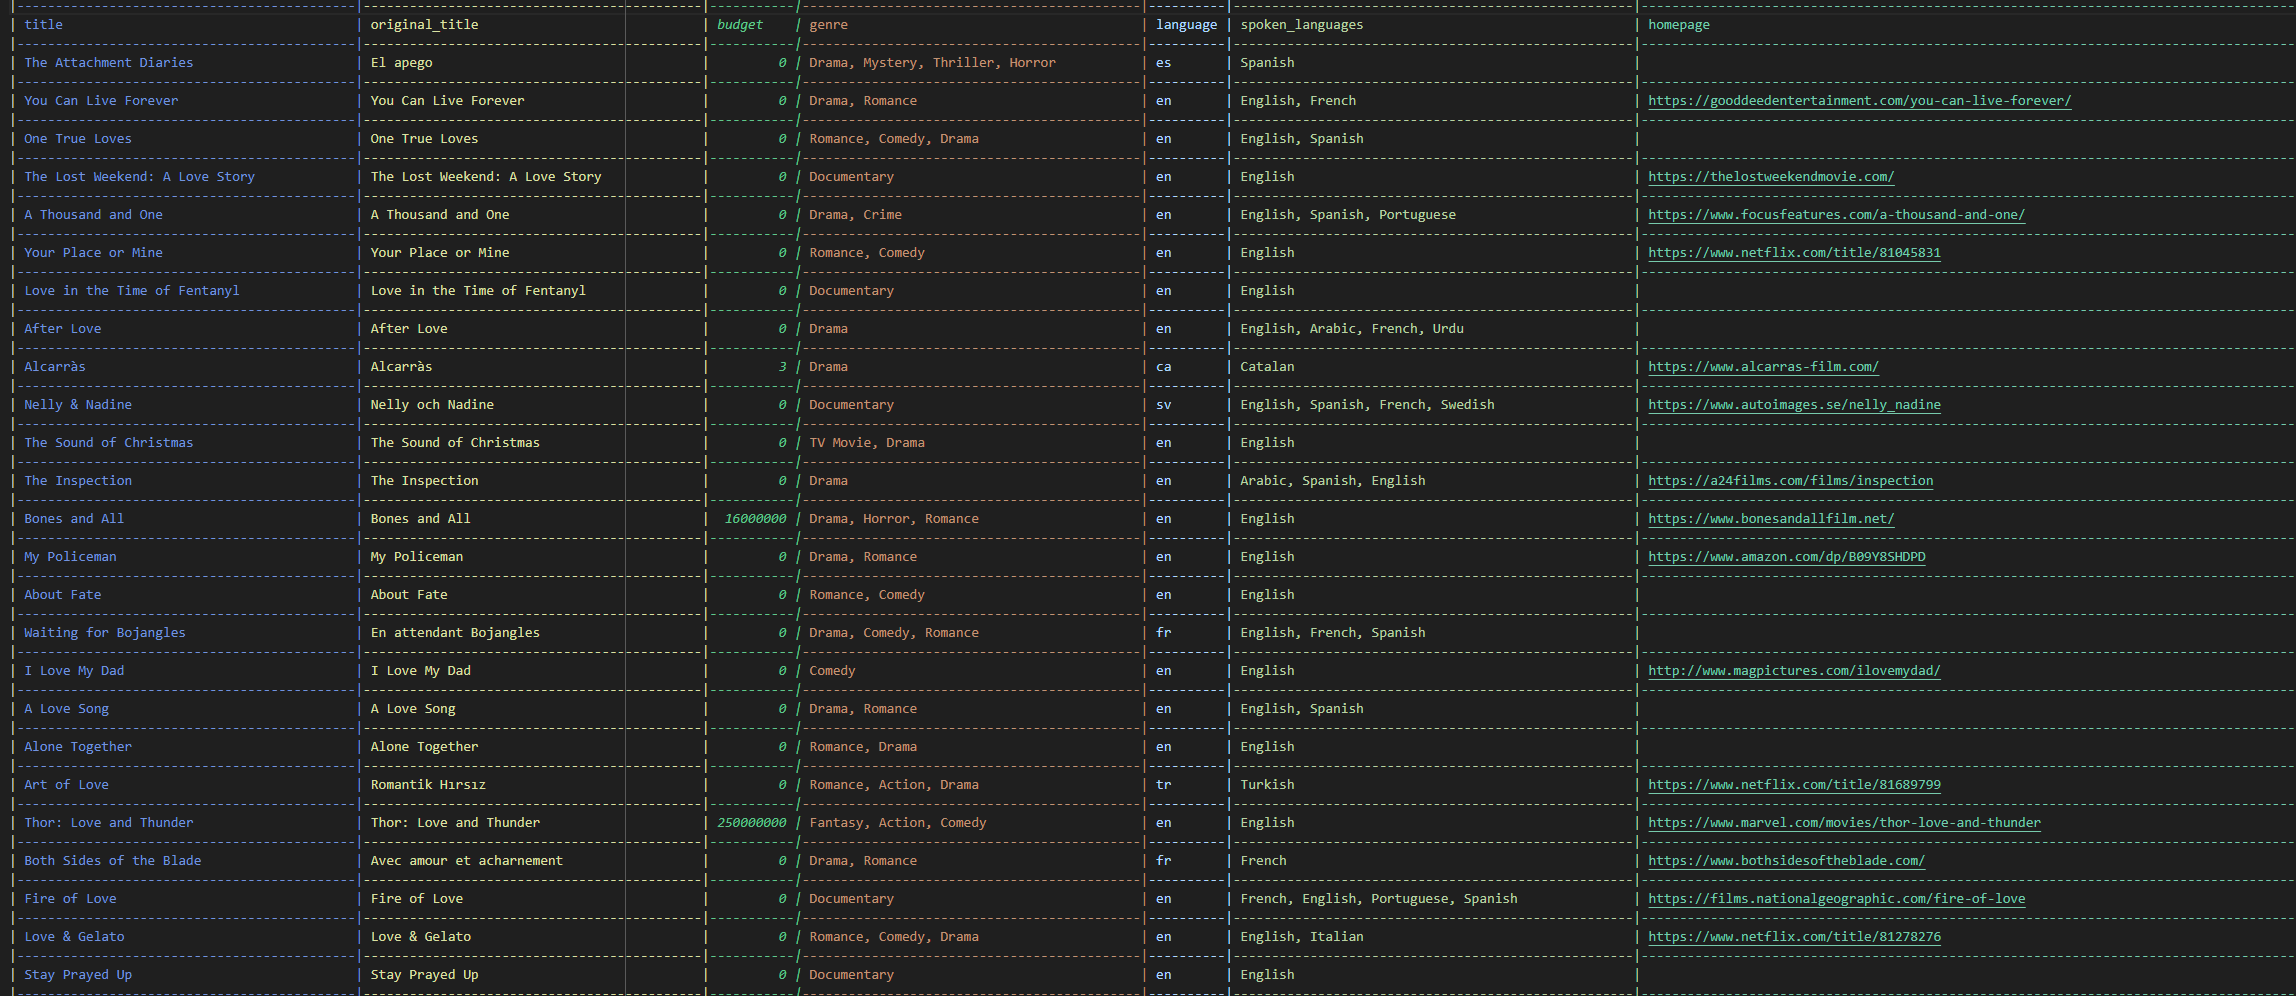 title | original_title | budget | genre | language | spoken_languages | homepage
The Attachment Diaries | El apego | 0 | Drama, Mystery, Thriller, Horror | es | Spanish |
You Can Live Forever | You Can Live Forever | 0 | Drama, Romance | en | English, French | https://gooddeedentertainment.com/you-can-live-forever/
One True Loves | One True Loves | 0 | Romance, Comedy, Drama | en | English, Spanish |
The Lost Weekend: A Love Story | The Lost Weekend: A Love Story | 0 | Documentary | en | English | https://thelostweekendmovie.com/
A Thousand and One | A Thousand and One | 0 | Drama, Crime | en | English, Spanish, Portuguese | https://www.focusfeatures.com/a-thousand-and-one/
Your Place or Mine | Your Place or Mine | 0 | Romance, Comedy | en | English | https://www.netflix.com/title/81045831
Love in the Time of Fentanyl | Love in the Time of Fentanyl | 0 | Documentary | en | English |
After Love | After Love | 0 | Drama | en | English, Arabic, French, Urdu |
Alcarràs | Alcarràs | 3 | Drama | ca | Catalan | https://www.alcarras-film.com/
Nelly & Nadine | Nelly och Nadine | 0 | Documentary | sv | English, Spanish, French, Swedish | https://www.autoimages.se/nelly_nadine
The Sound of Christmas | The Sound of Christmas | 0 | TV Movie, Drama | en | English |
The Inspection | The Inspection | 0 | Drama | en | Arabic, Spanish, English | https://a24films.com/films/inspection
Bones and All | Bones and All | 16000000 | Drama, Horror, Romance | en | English | https://www.bonesandallfilm.net/
My Policeman | My Policeman | 0 | Drama, Romance | en | English | https://www.amazon.com/dp/B09Y8SHDPD
About Fate | About Fate | 0 | Romance, Comedy | en | English |
Waiting for Bojangles | En attendant Bojangles | 0 | Drama, Comedy, Romance | fr | English, French, Spanish |
I Love My Dad | I Love My Dad | 0 | Comedy | en | English | http://www.magpictures.com/ilovemydad/
A Love Song | A Love Song | 0 | Drama, Romance | en | English, Spanish |
Alone Together | Alone Together | 0 | Romance, Drama | en | English |
Art of Love | Romantik Hırsız | 0 | Romance, Action, Drama | tr | Turkish | https://www.netflix.com/title/81689799
Thor: Love and Thunder | Thor: Love and Thunder | 250000000 | Fantasy, Action, Comedy | en | English | https://www.marvel.com/movies/thor-love-and-thunder
Both Sides of the Blade | Avec amour et acharnement | 0 | Drama, Romance | fr | French | https://www.bothsidesoftheblade.com/
Fire of Love | Fire of Love | 0 | Documentary | en | French, English, Portuguese, Spanish | https://films.nationalgeographic.com/fire-of-love
Love & Gelato | Love & Gelato | 0 | Romance, Comedy, Drama | en | English, Italian | https://www.netflix.com/title/81278276
Stay Prayed Up | Stay Prayed Up | 0 | Documentary | en | English |